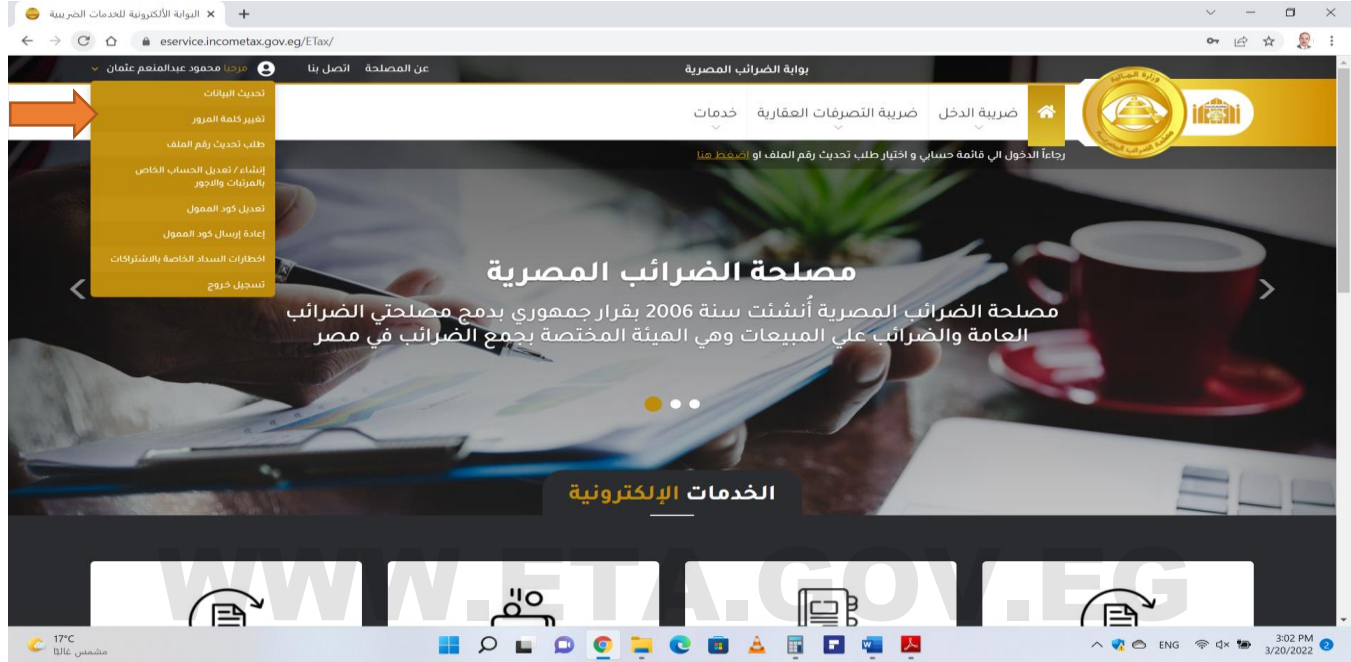 البوابة الألكترونية للخدمات الضريبية
eservice.incometax.gov.eg/ETax/
بوابة الضرائب المصرية
عن المصلحة
اتصل بنا
مرحبا محمود عبدالمنعم عثمان
ضريبة الدخل
ضريبة التصرفات العقارية
خدمات
تحديث البيانات
تغيير كلمة المرور
طلب تحديث رقم الملف
إنشاء / تعديل الحساب الخاص
بالمرتبات والاجور
تعديل كود الممول
إعادة إرسال كود الممول
اخطارات السداد الخاصة بالاشتراكات
تسجيل خروج
رجاءاً الدخول الي قائمة حسابي و اختيار طلب تحديث رقم الملف او اضغط هنا
مصلحة الضرائب المصرية
مصلحة الضرائب المصرية أنشئت سنة 2006 بقرار جمهوري بدمج مصلحتي الضرائب
العامة والضرائب علي المبيعات وهي الهيئة المختصة بجمع الضرائب في مصر
الخدمات الإلكترونية
WWW.ETA.GOV.EG
17°C
مشمس غالبًا
ENG
3:02 PM
3/20/2022
2